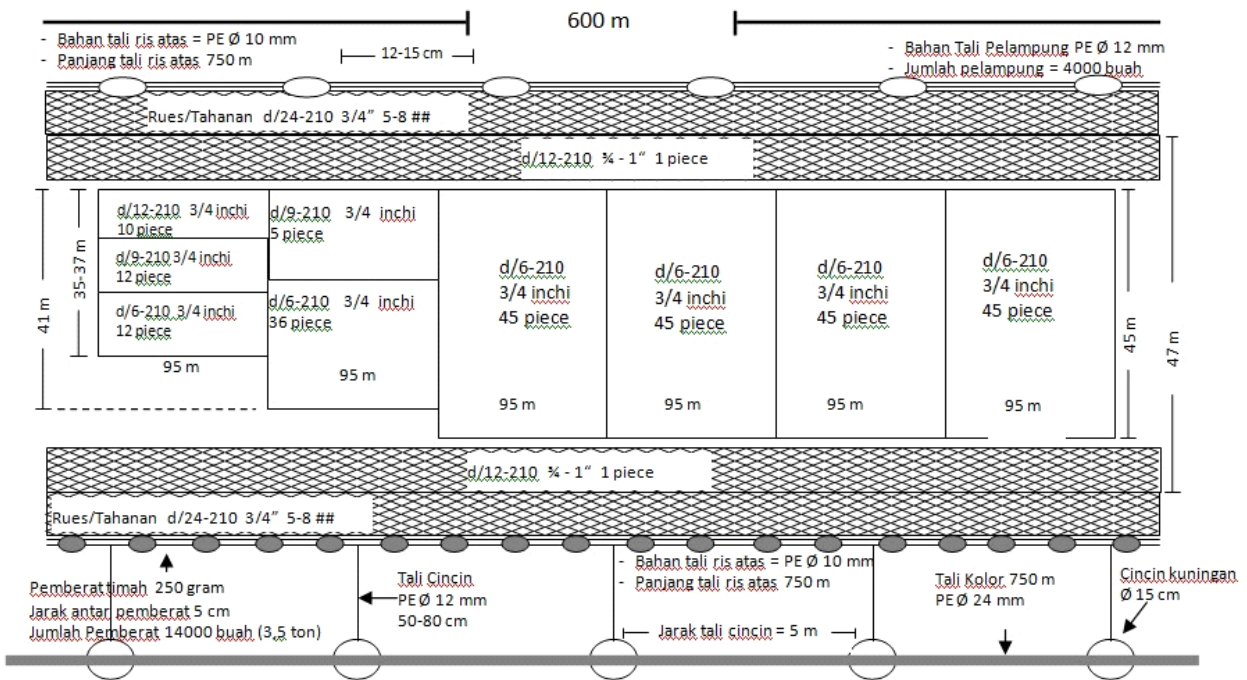 600 m
- Bahan tali ris atas = PE Ø 10 mm
- Panjang tali ris atas 750 m
12-15 cm
- Bahan Tali Pelampung PE Ø 12 mm
- Jumlah pelampung = 4000 buah
Rues/Tahanan d/24-210 3/4" 5-8 ##
d/12-210 ¾ - 1" 1 piece
41 m
35-37 m
d/12-210 3/4 inchi
10 piece
d/9-210 3/4 inchi
12 piece
d/6-210 3/4 inchi
12 piece
95 m
d/9-210 3/4 inchi
5 piece
d/6-210 3/4 inchi
36 piece
95 m
d/6-210
3/4 inchi
45 piece
95 m
d/6-210
3/4 inchi
45 piece
95 m
d/6-210
3/4 inchi
45 piece
95 m
d/6-210
3/4 inchi
45 piece
95 m
45 m
47 m
d/12-210 ¾ - 1" 1 piece
Rues/Tahanan d/24-210 3/4" 5-8 ##
Pemberat timah 250 gram
Jarak antar pemberat 5 cm
Jumlah Pemberat 14000 buah (3,5 ton)
Tali Cincin
PE Ø 12 mm
50-80 cm
- Bahan tali ris atas = PE Ø 10 mm
- Panjang tali ris atas 750 m
Jarak tali cincin = 5 m
Tali Kolor 750 m
PE Ø 24 mm
Cincin kuningan
Ø 15 cm